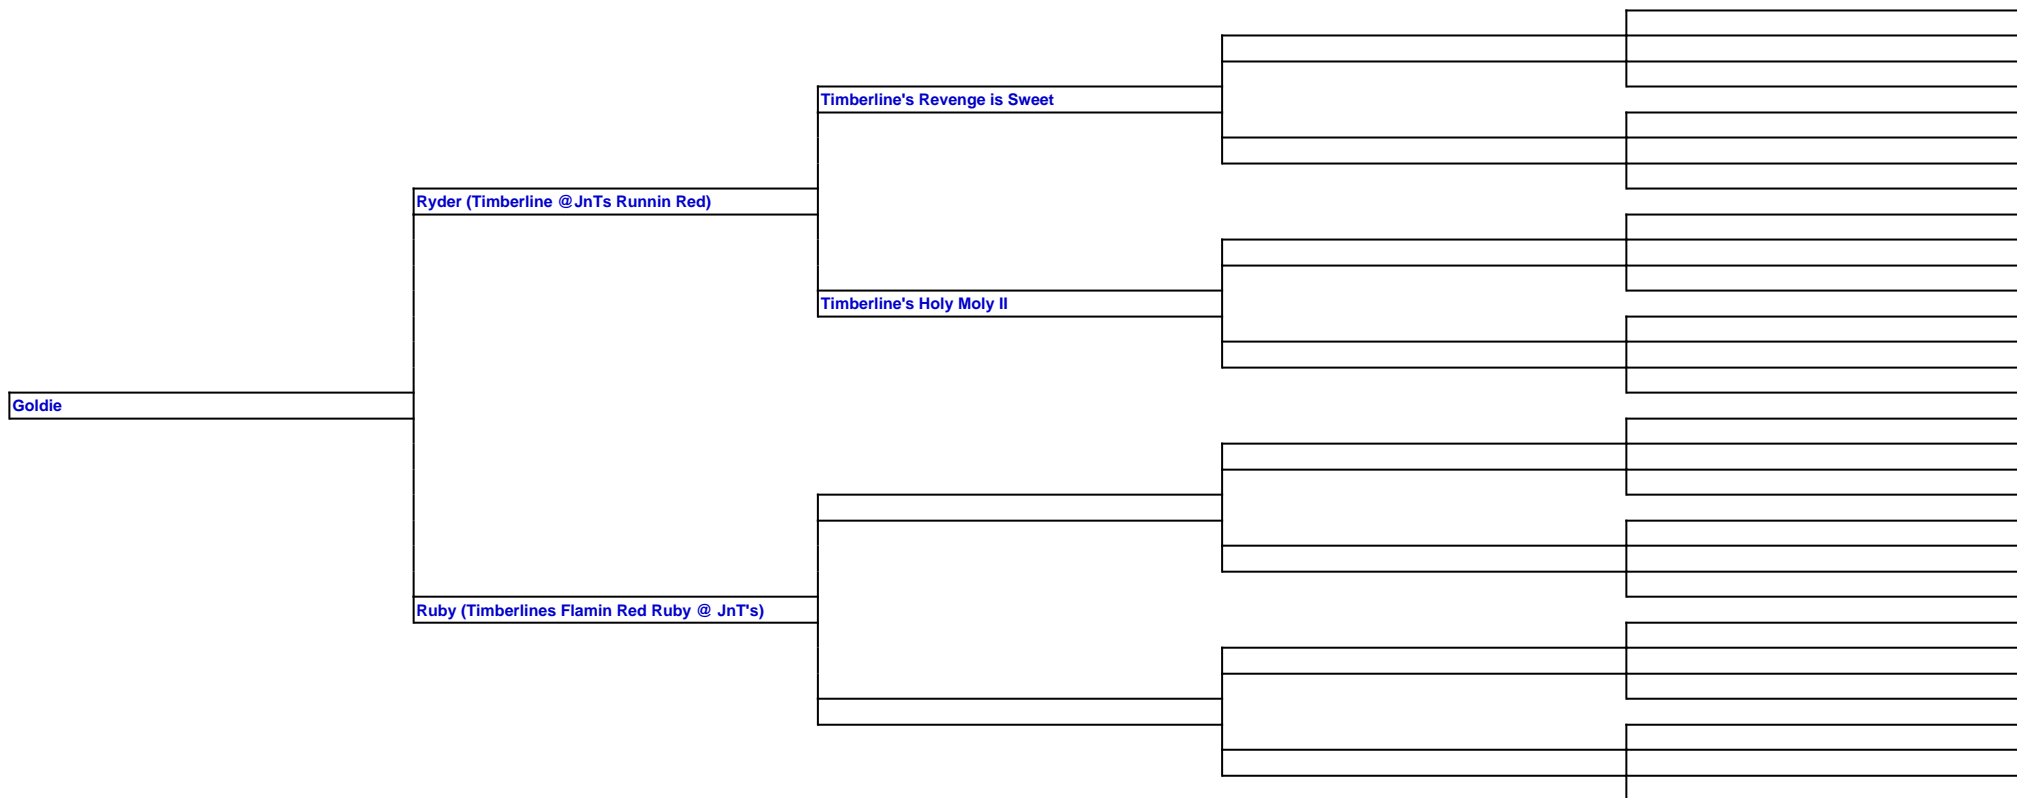 Timberline's Revenge is Sweet
Ryder (Timberline @JnTs Runnin Red)
Timberline's Holy Moly II
Goldie
Ruby (Timberlines Flamin Red Ruby @ JnT's)